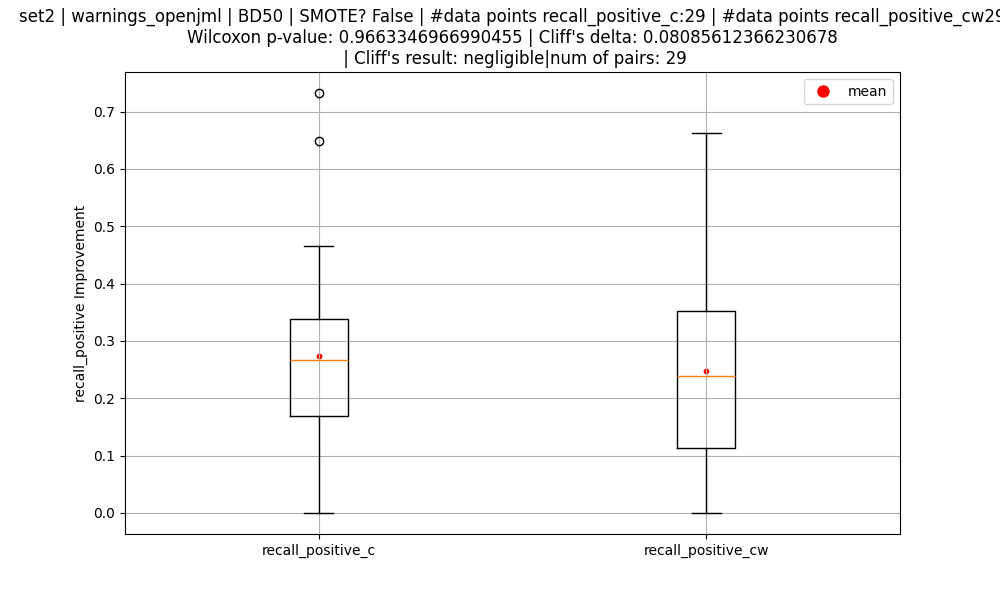 set2 | warnings_openjml | BD50 | SMOTE? False | #data points recall_positive_c:29 | #data points recall_positive_cw29
Wilcoxon p-value: 0.9663346966990455 | Cliff's delta: 0.08085612366230678
| Cliff's result: negligible|num of pairs: 29
mean
recall_positive Improvement
0.7
0.6
0.5
0.4
0.3
0.2
0.1
0.0
recall_positive_c
recall_positive_cw